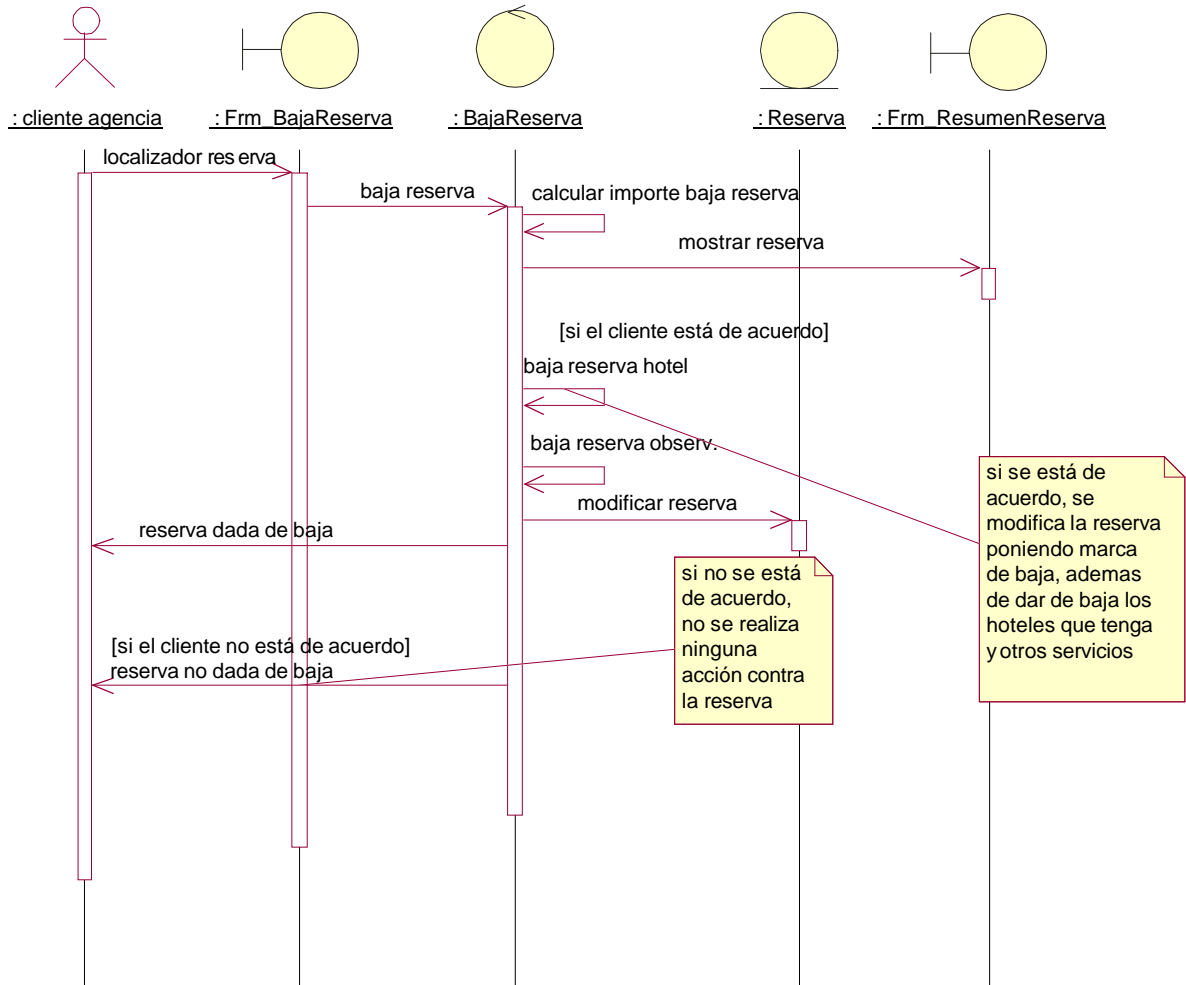 : cliente agencia
: Frm_BajaReserva
: BajaReserva
: Reserva
: Frm_ResumenReserva
localizador reserva
baja reserva
calcular importe baja reserva
mostrar reserva
[si el cliente está de acuerdo]
baja reserva hotel
baja reserva observ.
modificar reserva
reserva dada de baja
si se está de
acuerdo, se
modifica la reserva
poniendo marca
de baja, ademas
de dar de baja los
hoteles que tenga
y otros servicios
si no se está
de acuerdo,
no se realiza
ninguna
acción contra
la reserva
[si el cliente no está de acuerdo]
reserva no dada de baja